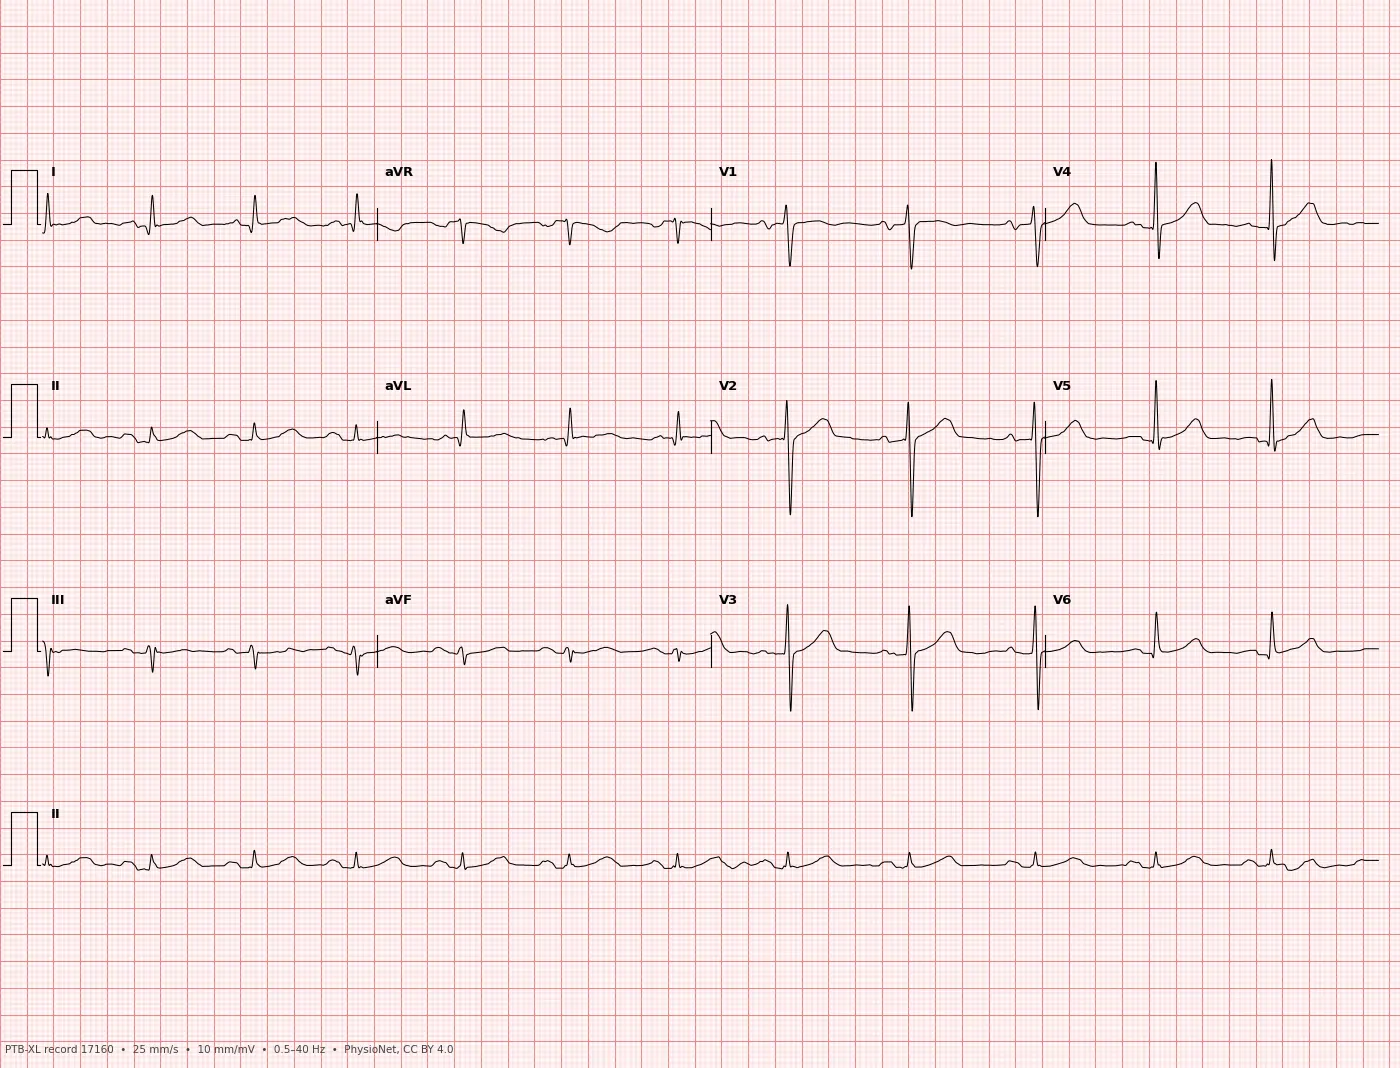 I aVR V1 V4
II aVL V2 V5
III aVF V3 V6
II
PTB-XL record 17160 • 25 mm/s • 10 mm/mV • 0.5–40 Hz • PhysioNet, CC BY 4.0